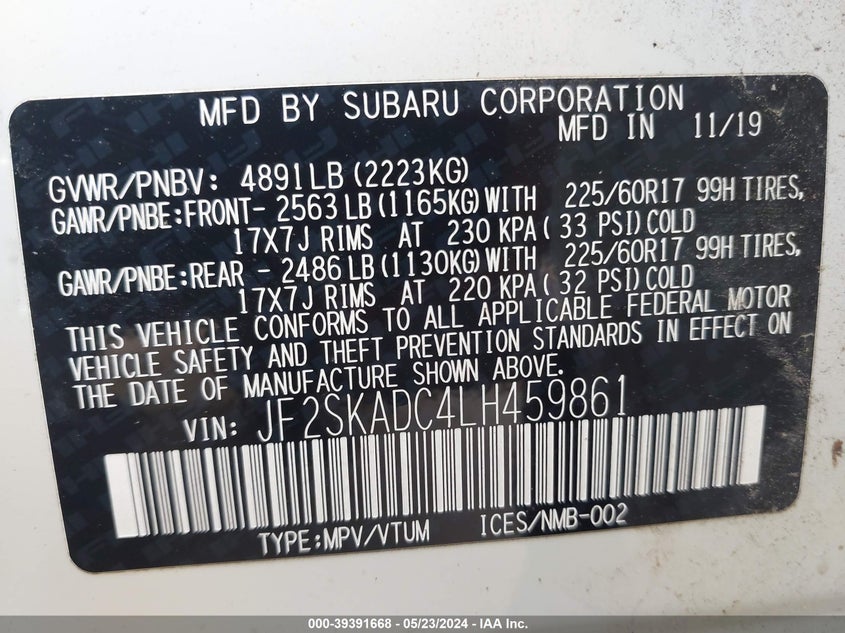 MFD BY SUBARU CORPORATION
MFD IN 11/19
GVWR/PNBV: 4891LB (2223KG)
GAWR/PNBE:FRONT- 2563 LB (1165KG) WITH 225/60R17 99H TIRES,
17X7J RIMS AT 230 KPA ( 33 PSI) COLD
GAWR/PNBE:REAR - 2486 LB (1130KG) WITH 225/60R17 99H TIRES,
17X7J RIMS AT 220 KPA ( 32 PSI) COLD
THIS VEHICLE CONFORMS TO ALL APPLICABLE FEDERAL MOTOR
VEHICLE SAFETY AND THEFT PREVENTION STANDARDS IN EFFECT ON
THE DATE OF MANUFACTURE SHOWN ABOVE.
VIN: JF2SKADC4LH459861
TYPE:MPV/VTUM ICES/NMB-002
000-39391668 - 05/23/2024 - IAA Inc.